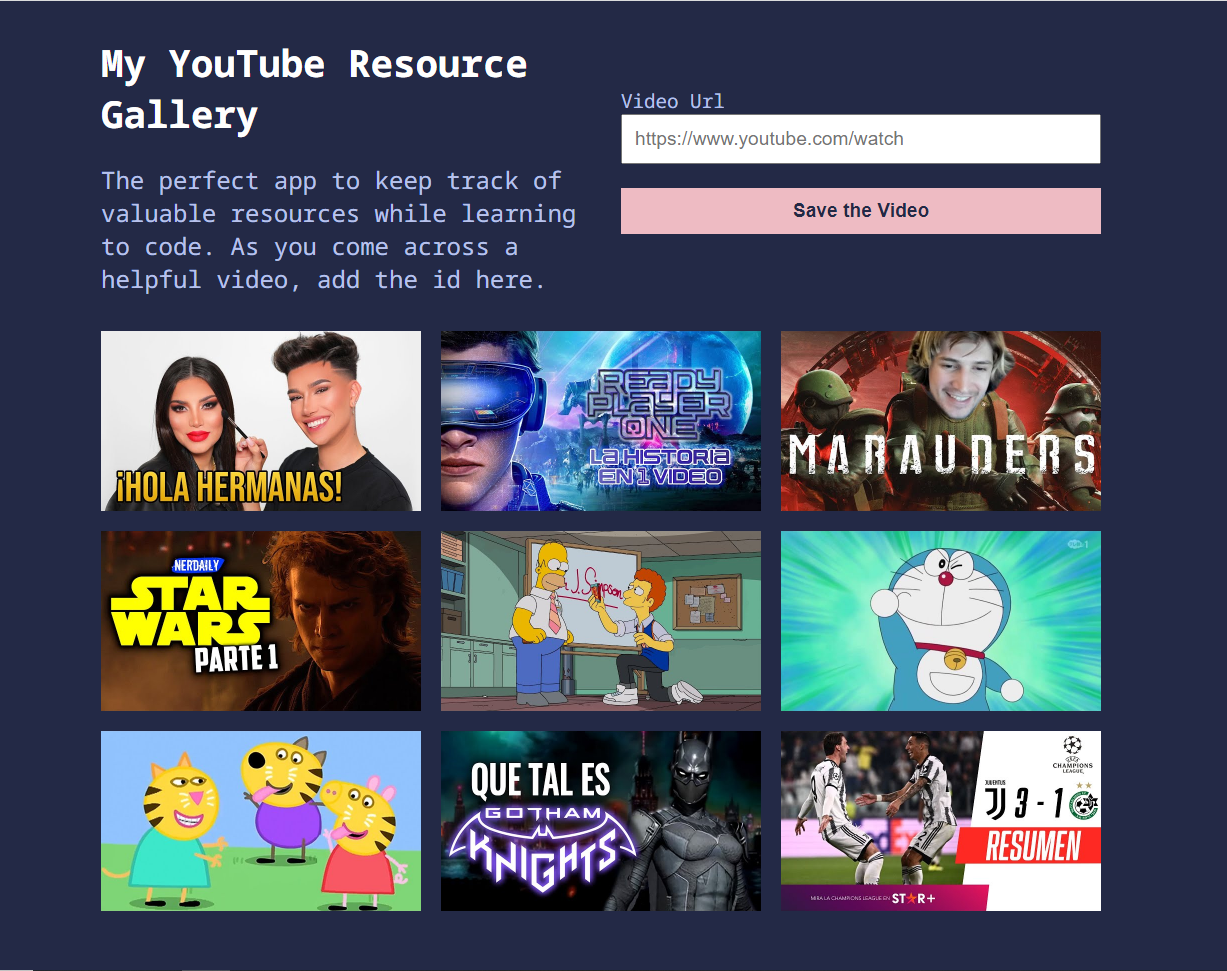 My YouTube Resource
Gallery
The perfect app to keep track of
valuable resources while learning
to code. As you come across a
helpful video, add the id here.
Video Url
https://www.youtube.com/watch
Save the Video
¡HOLA HERMANAS!
READY
PLAYER
ONE
LA HISTORIA
EN 1 VIDEO
MARAUDERS
NERDAILY
STAR
WARS
PARTE 1
J. Simpson
QUE TAL ES
GOTHAM
KNIGHTS
FedEx
UEFA
CHAMPIONS
LEAGUE
JUVENTUS
3 - 1
RESUMEN
MIRA LA CHAMPIONS LEAGUE EN STAR+